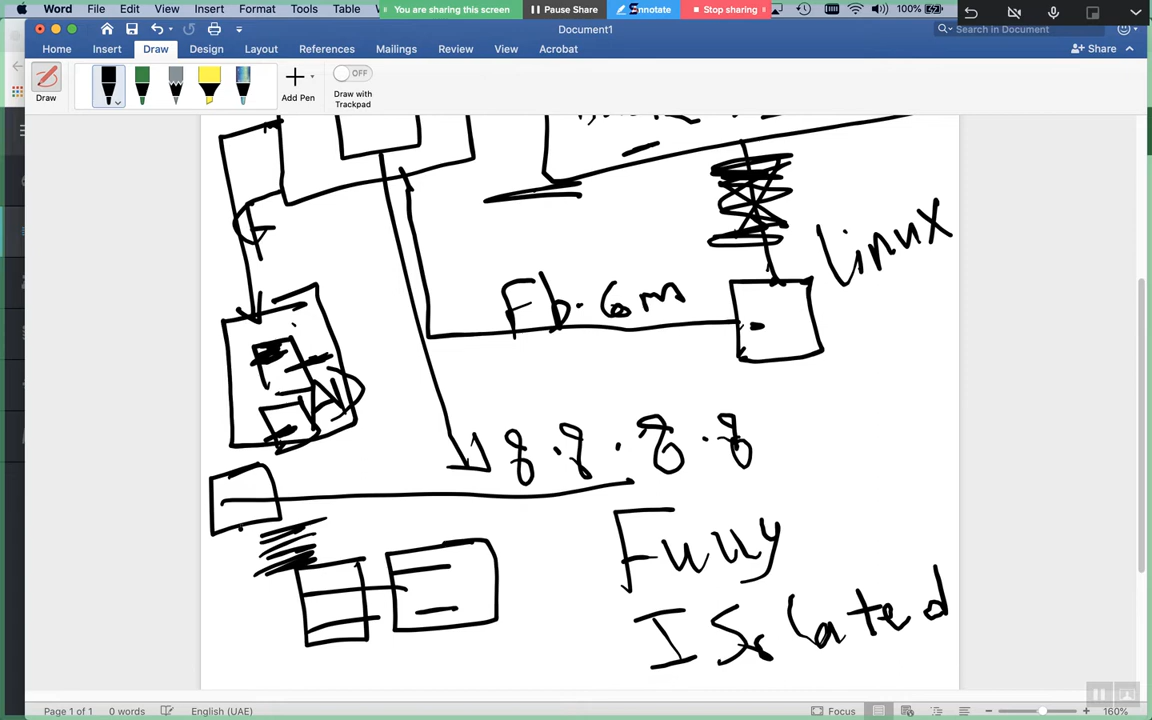 Word File Edit View Insert Format Tools Table
You are sharing this screen Pause Share Annotate Stop sharing
100%
Document1
Search in Document
Home Insert Draw Design Layout References Mailings Review View Acrobat
Share
Draw
Add Pen
OFF
Draw with
Trackpad
Linux
Fb.com
8.8.8.8
Fully
Isolated
Page 1 of 1 0 words English (UAE) Focus 160%